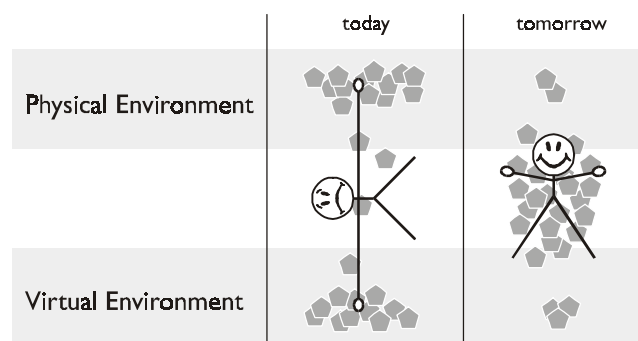 today
tomorrow
Physical Environment
Virtual Environment